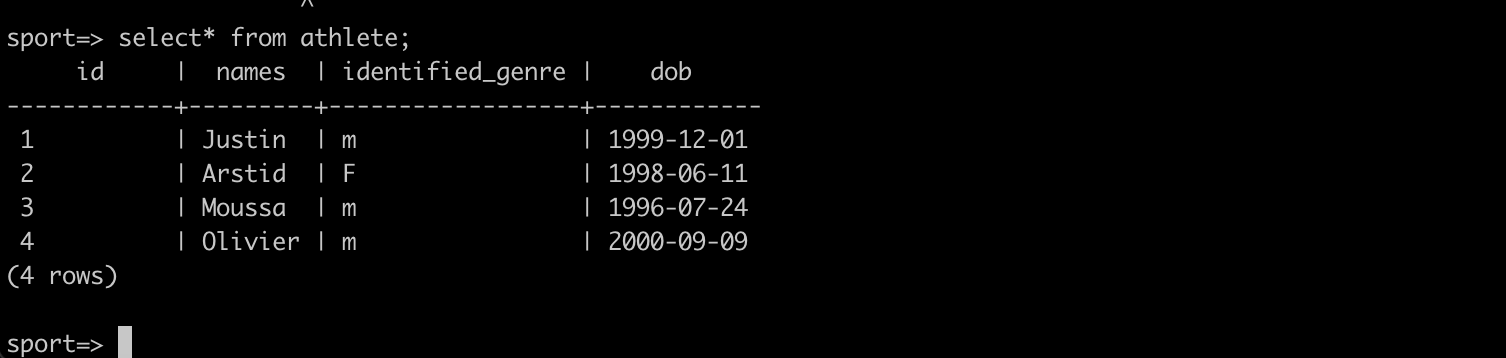 ^
sport=> select* from athlete;
     id     |  names  | identified_genre |    dob
------------+---------+------------------+------------
 1          | Justin  | m                | 1999-12-01
 2          | Arstid  | F                | 1998-06-11
 3          | Moussa  | m                | 1996-07-24
 4          | Olivier | m                | 2000-09-09
(4 rows)
sport=>